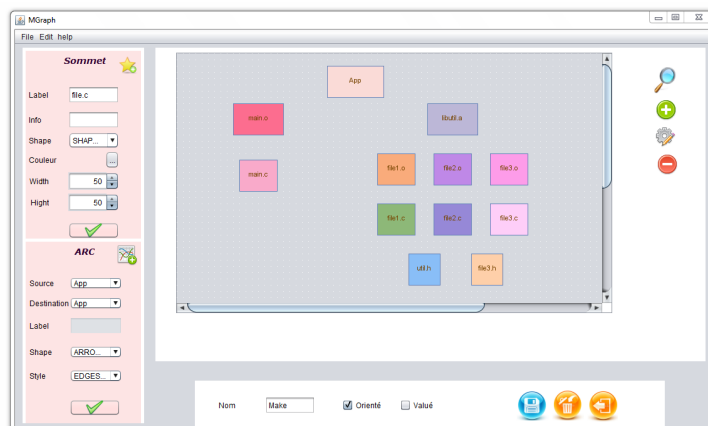 MGraph
File Edit help
Sommet
Label file.c
Info
Shape SHAP...
Couleur ...
Width 50
Hight 50
ARC
Source App
Destination App
Label
Shape ARRO...
Style EDGES...
App
main.o libutil.a
main.c file1.o file2.o file3.o
file1.c file2.c file3.c
util.h file3.h
Nom Make Orienté Valué